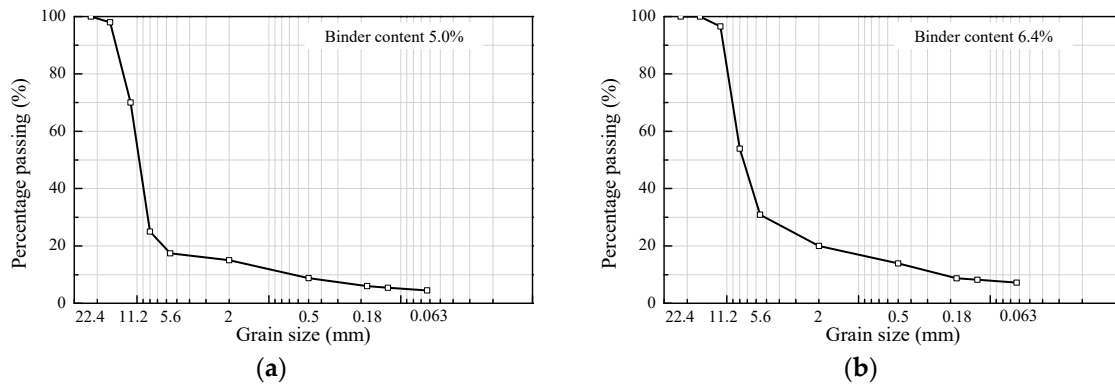 100
80
60
40
20
0
Percentage passing (%)
Binder content 5.0%
22.4 11.2 5.6 2 0.5 0.18 0.063
Grain size (mm)
(a)
100
80
60
40
20
0
Percentage passing (%)
Binder content 6.4%
22.4 11.2 5.6 2 0.5 0.18 0.063
Grain size (mm)
(b)